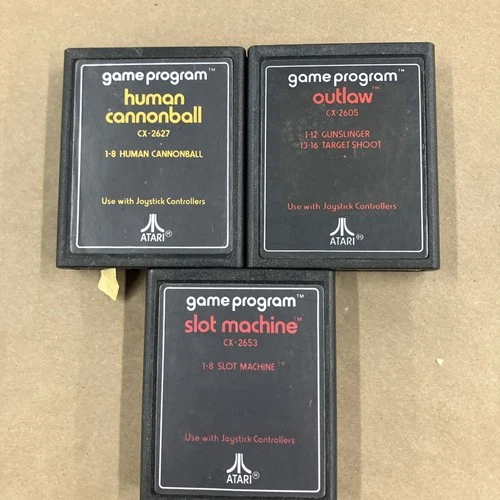 game program™
human
cannonball
CX-2627
1-8 HUMAN CANNONBALL
Use with Joystick Controllers
ATARI®
game program™
outlaw™
CX-2605
1-12 GUNSLINGER
13-16 TARGET SHOOT
Use with Joystick Controllers
ATARI®
game program™
slot machine™
CX-2653
1-8 SLOT MACHINE™
Use with Joystick Controllers
ATARI®